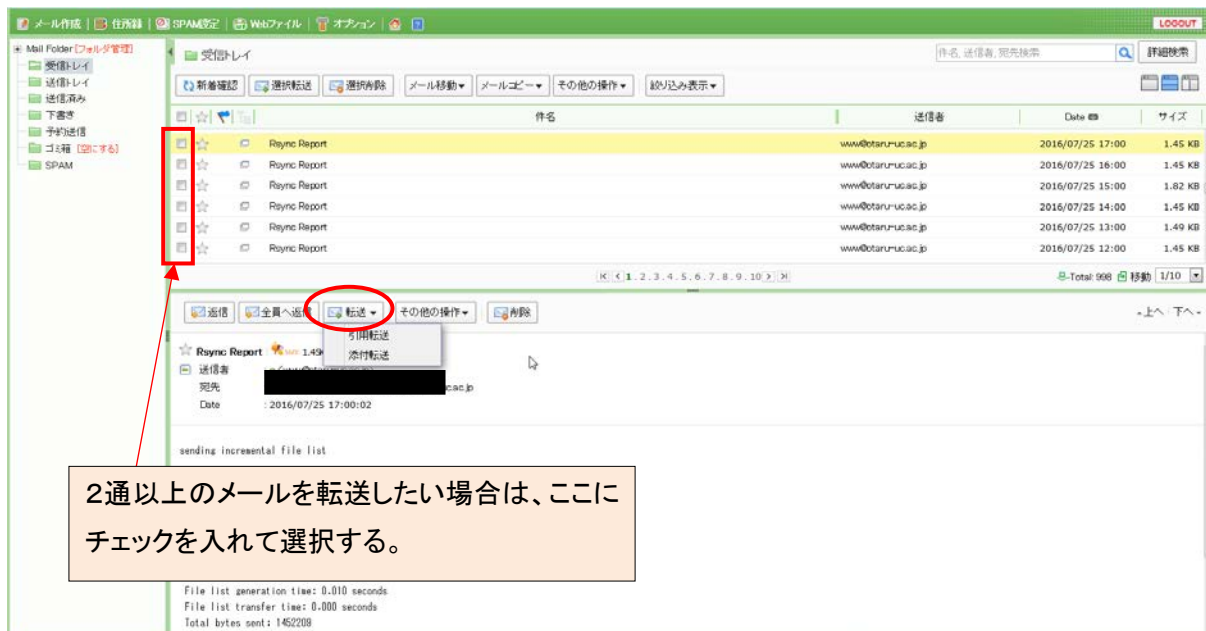 メール作成 | 住所録 | SPAM設定 | Webファイル | オプション | LOGOUT
Mail Folder [フォルダ管理]
受信トレイ
送信トレイ
送信済み
下書き
予約送信
ゴミ箱 [空にする]
SPAM
受信トレイ 件名, 送信者, 宛先検索 詳細検索
新着確認 選択転送 選択削除 メール移動▼ メールコピー▼ その他の操作▼ 絞り込み表示▼
件名 送信者 Date サイズ
Rsync Report www@otaru-uc.ac.jp 2016/07/25 17:00 1.45 KB
Rsync Report www@otaru-uc.ac.jp 2016/07/25 16:00 1.45 KB
Rsync Report www@otaru-uc.ac.jp 2016/07/25 15:00 1.82 KB
Rsync Report www@otaru-uc.ac.jp 2016/07/25 14:00 1.45 KB
Rsync Report www@otaru-uc.ac.jp 2016/07/25 13:00 1.49 KB
Rsync Report www@otaru-uc.ac.jp 2016/07/25 12:00 1.45 KB
1.2.3.4.5.6.7.8.9.10 Total: 998 移動 1/10
返信 全員へ返信 転送 ▼ その他の操作▼ 削除 上へ 下へ
引用転送
添付転送
Rsync Report 1.45
送信者
宛先 c.ac.jp
Date : 2016/07/25 17:00:02
sending incremental file list
2通以上のメールを転送したい場合は、ここに
チェックを入れて選択する。
File list generation time: 0.010 seconds
File list transfer time: 0.000 seconds
Total bytes sent: 1452209